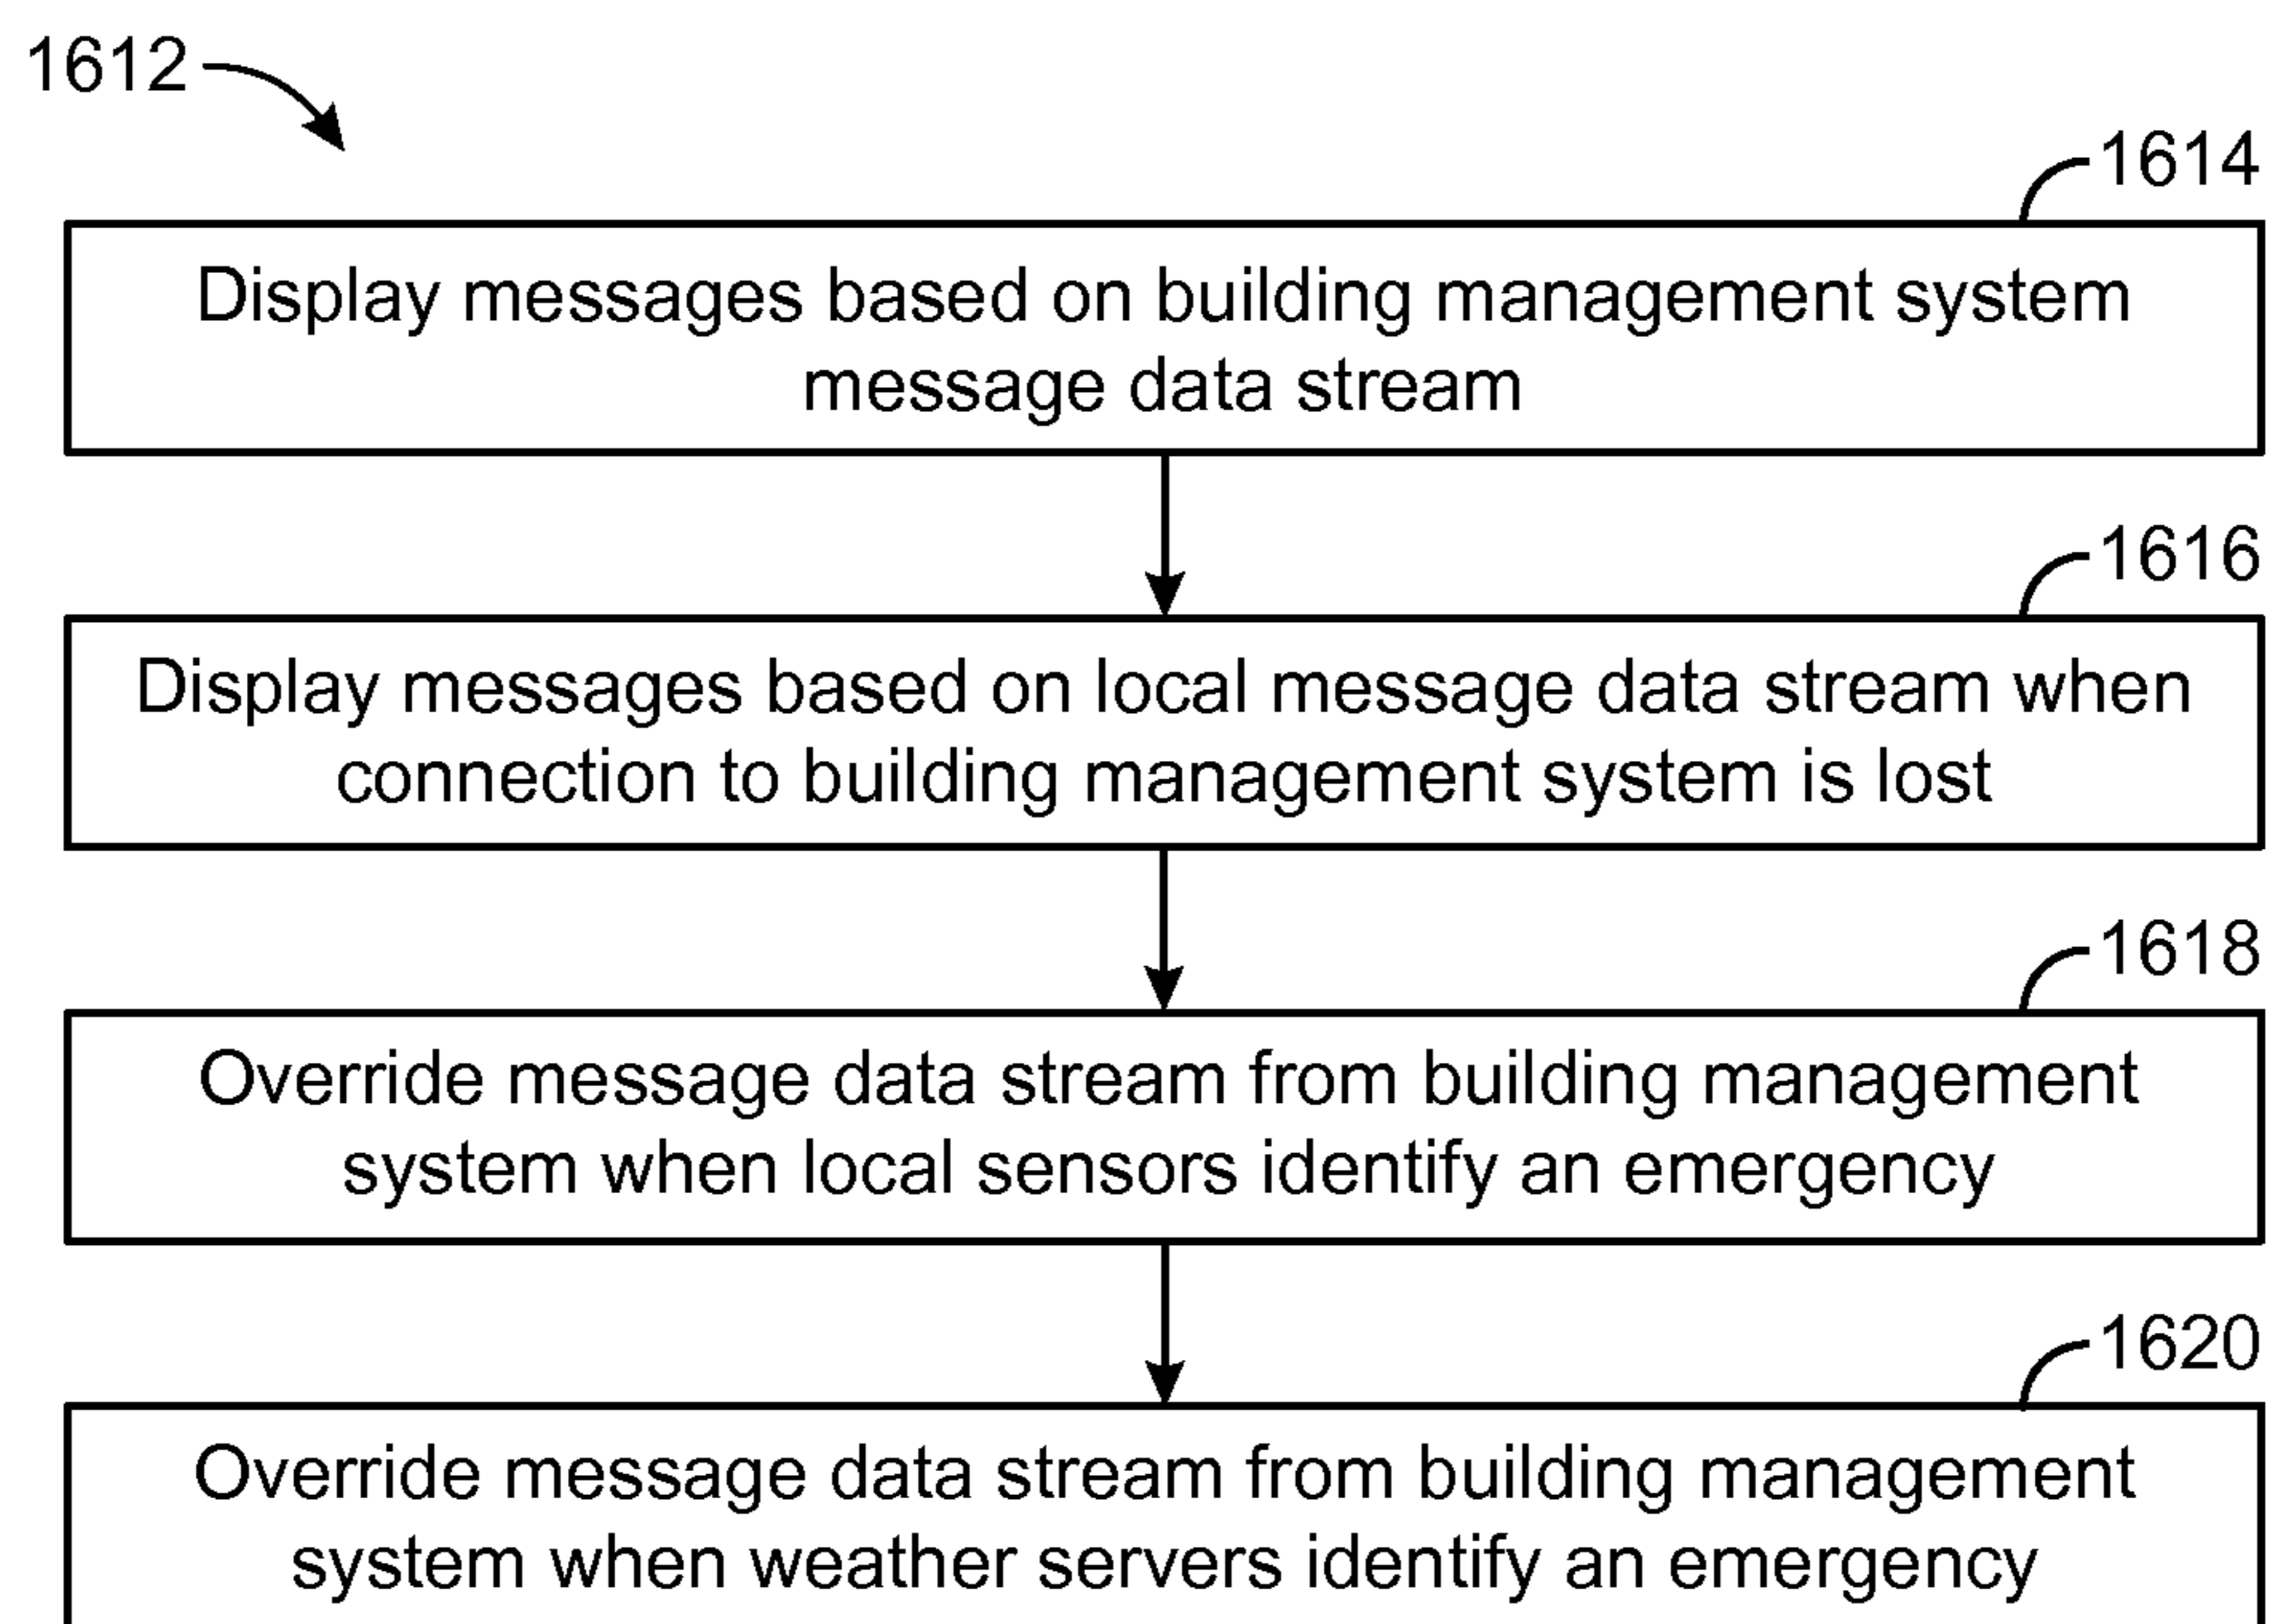 1612
1614
Display messages based on building management system
message data stream
1616
Display messages based on local message data stream when
connection to building management system is lost
1618
Override message data stream from building management
system when local sensors identify an emergency
1620
Override message data stream from building management
system when weather servers identify an emergency